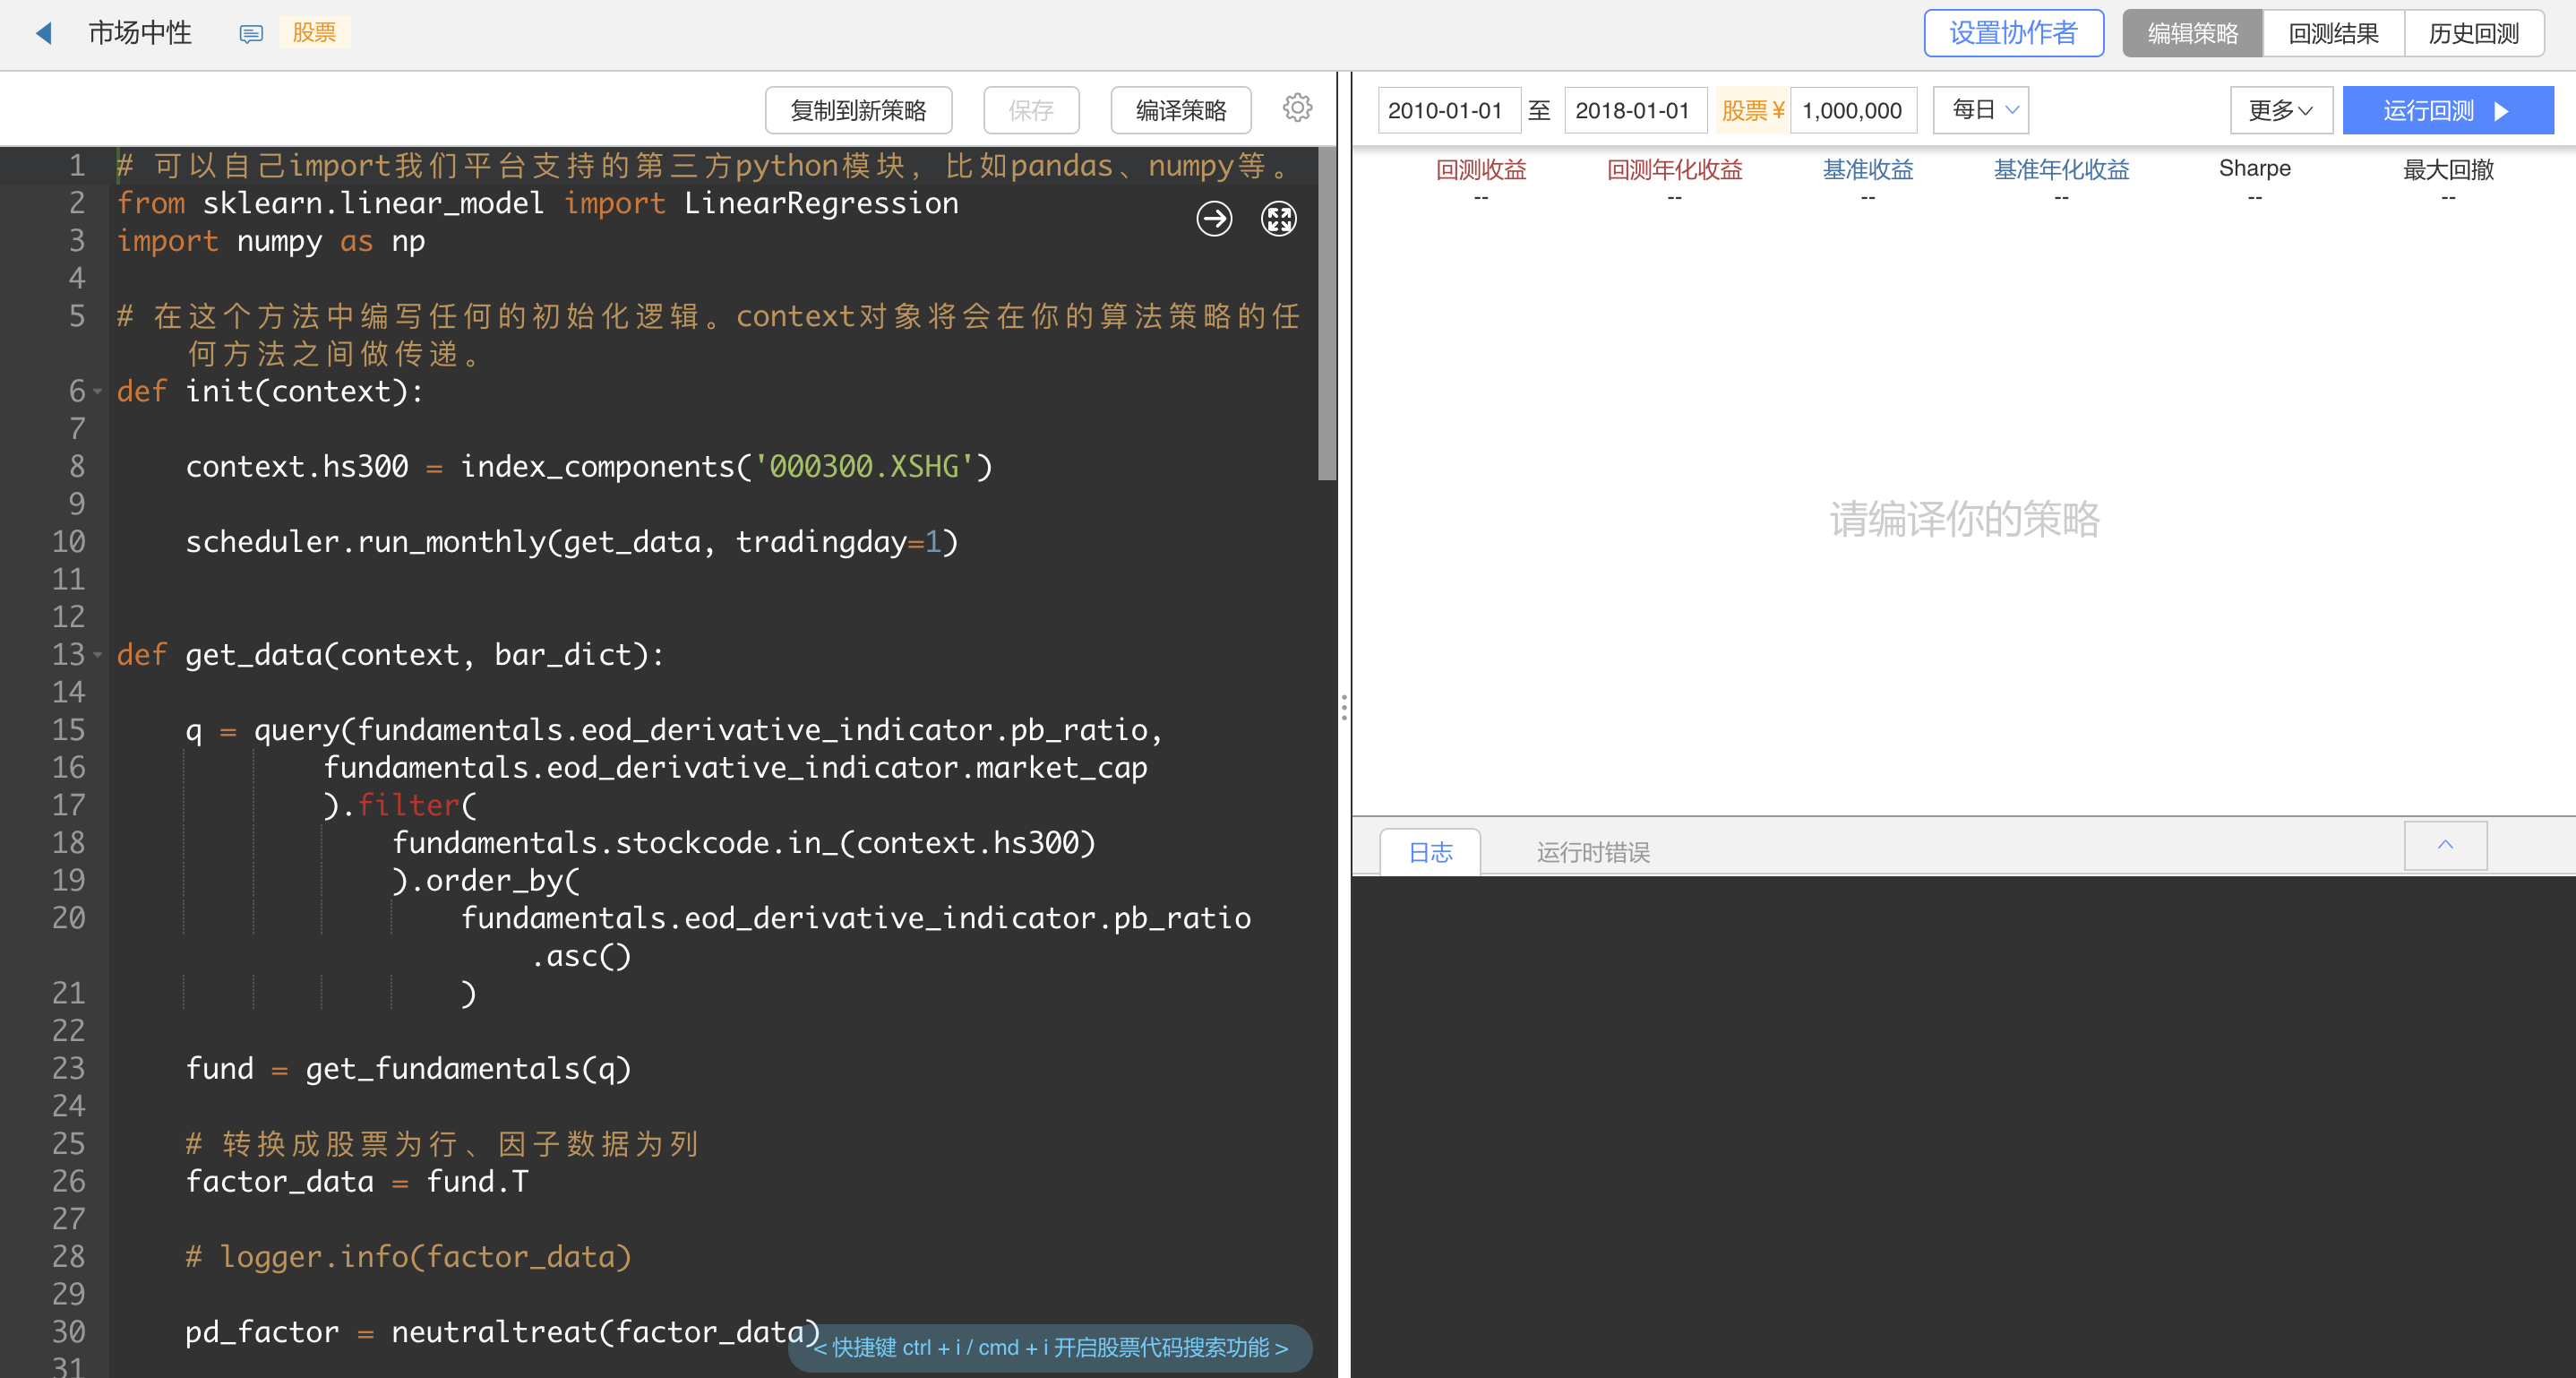 市场中性 股票 设置协作者 编辑策略 回测结果 历史回测
复制到新策略 保存 编译策略
1 # 可以自己import我们平台支持的第三方python模块，比如pandas、numpy等。
2 from sklearn.linear_model import LinearRegression
3 import numpy as np
4
5 # 在这个方法中编写任何的初始化逻辑。context对象将会在你的算法策略的任
何方法之间做传递。
6 def init(context):
7
8 context.hs300 = index_components('000300.XSHG')
9
10 scheduler.run_monthly(get_data, tradingday=1)
11
12
13 def get_data(context, bar_dict):
14
15 q = query(fundamentals.eod_derivative_indicator.pb_ratio,
16 fundamentals.eod_derivative_indicator.market_cap
17 ).filter(
18 fundamentals.stockcode.in_(context.hs300)
19 ).order_by(
20 fundamentals.eod_derivative_indicator.pb_ratio
.asc()
21 )
22
23 fund = get_fundamentals(q)
24
25 # 转换成股票为行、因子数据为列
26 factor_data = fund.T
27
28 # logger.info(factor_data)
29
30 pd_factor = neutraltreat(factor_data)
31
< 快捷键 ctrl + i / cmd + i 开启股票代码搜索功能 >
2010-01-01 至 2018-01-01 股票 ¥ 1,000,000 每日 更多 运行回测
回测收益 回测年化收益 基准收益 基准年化收益 Sharpe 最大回撤
-- -- -- -- -- --
请编译你的策略
日志 运行时错误